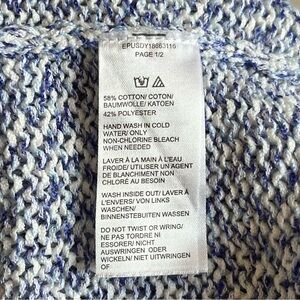 EPUSDY18663116
PAGE 1/2
58% COTTON/ COTON/
BAUMWOLLE/ KATOEN
42% POLYESTER
HAND WASH IN COLD
WATER/ ONLY
NON-CHLORINE BLEACH
WHEN NEEDED
LAVER À LA MAIN À L'EAU
FROIDE/ UTILISER UN AGENT
DE BLANCHIMENT NON
CHLORÉ AU BESOIN
WASH INSIDE OUT/ LAVER À
L'ENVERS/ VON LINKS
WASCHEN/
BINNENSTEBUITEN WASSEN
DO NOT TWIST OR WRING/
NE PAS TORDRE NI
ESSORER/ NICHT
AUSWRINGEN ODER
WICKELN/ NIET UITWRINGEN
OF